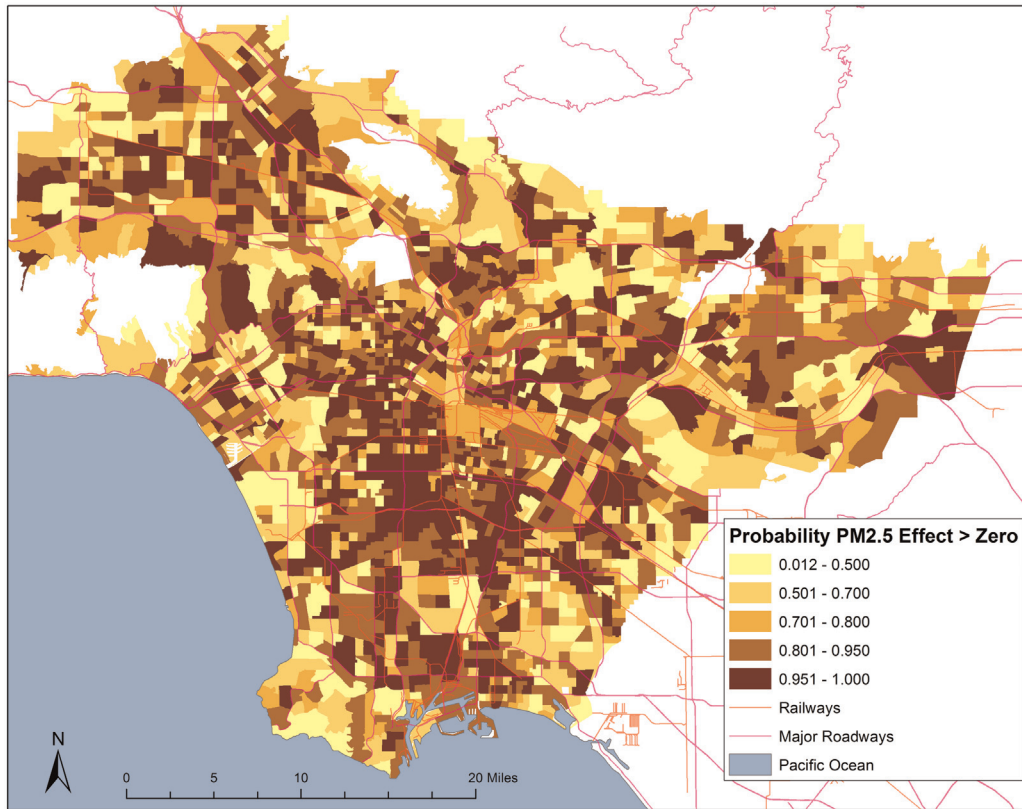 Probability PM2.5 Effect > Zero
0.012 - 0.500
0.501 - 0.700
0.701 - 0.800
0.801 - 0.950
0.951 - 1.000
Railways
Major Roadways
Pacific Ocean
N
0 5 10 20 Miles